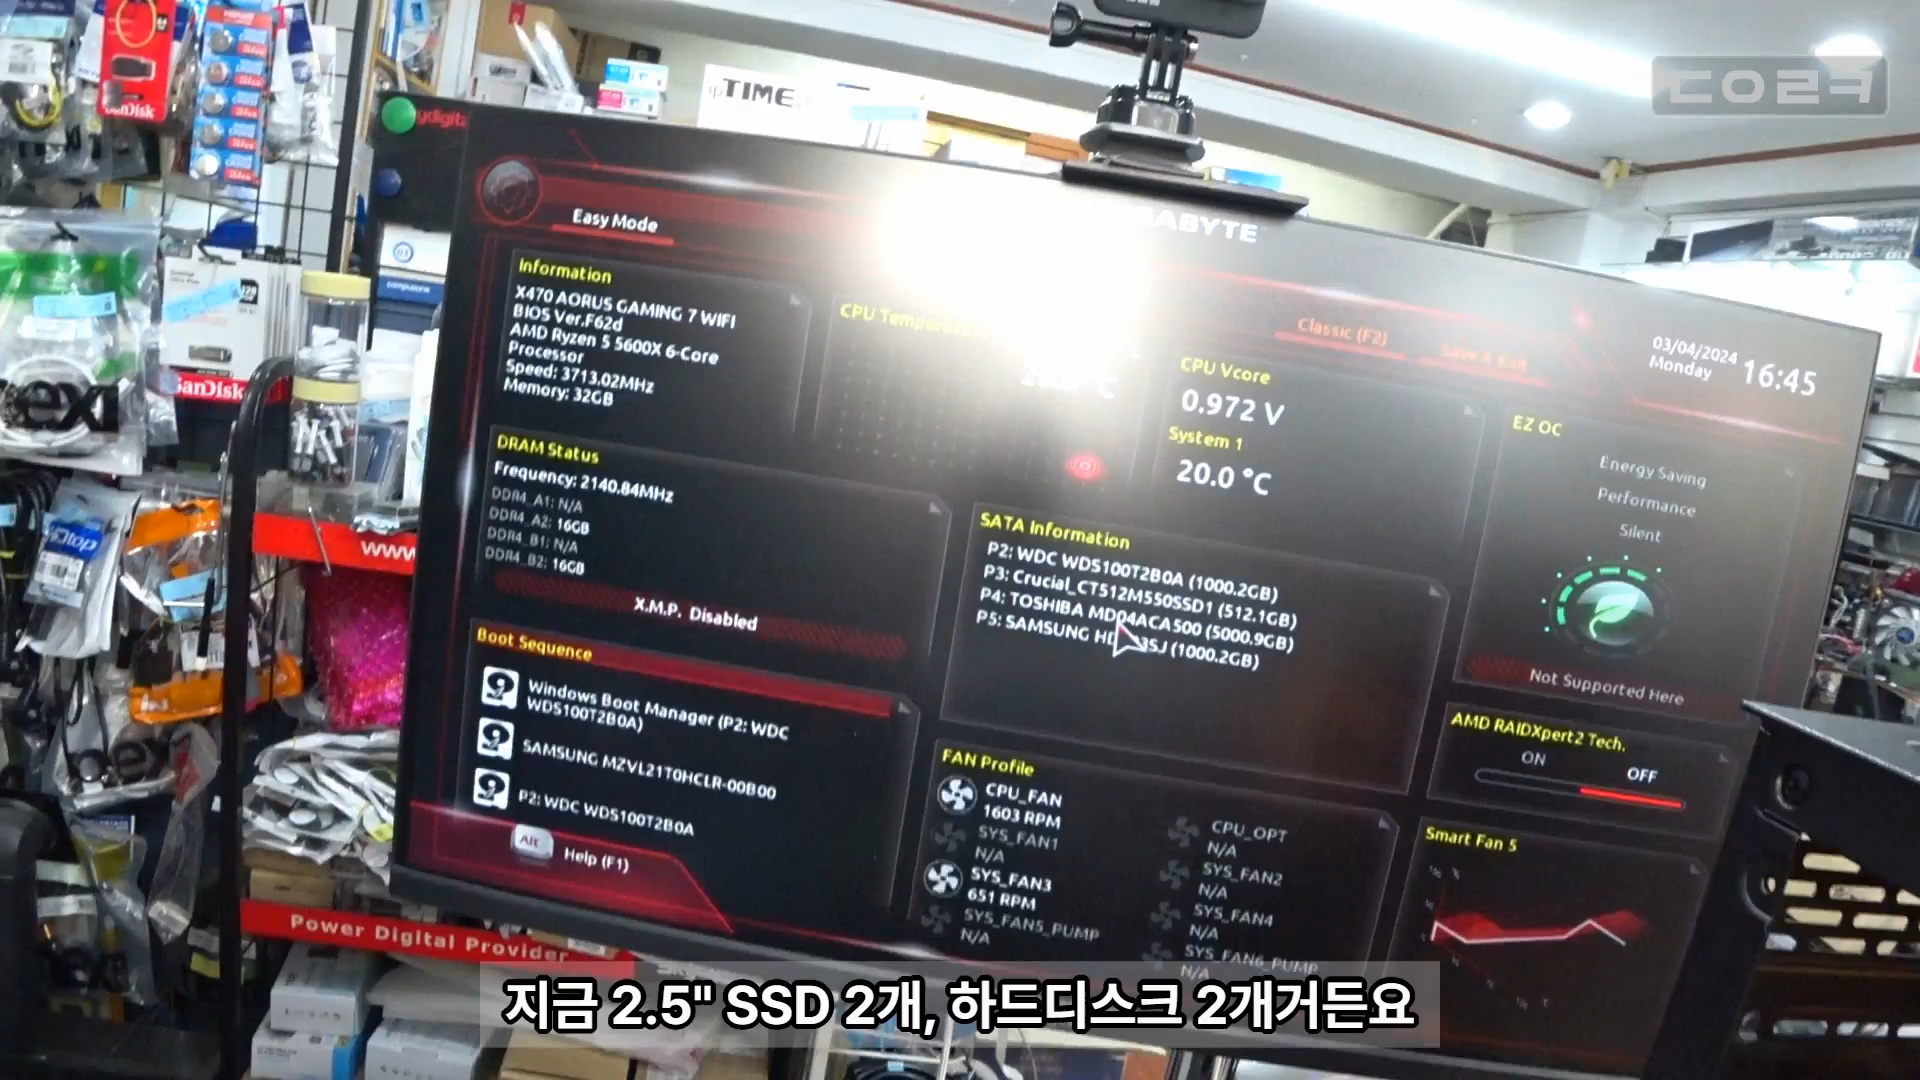 TIME
SanDisk
SanDisk
Easy Mode
Classic (F2)
Save & Exit
03/04/2024
Monday
16:45
Information
X470 AORUS GAMING 7 WIFI
BIOS Ver.F62d
AMD Ryzen 5 5600X 6-Core
Processor
Speed: 3713.02MHz
Memory: 32GB
CPU Vcore
0.972 V
System 1
20.0 °C
EZ OC
Energy Saving
Performance
Silent
Not Supported Here
DRAM Status
Frequency: 2140.84MHz
DDR4_A1: N/A
DDR4_A2: 16GB
DDR4_B1: N/A
DDR4_B2: 16GB
X.M.P. Disabled
SATA Information
P2: WDC WDS100T2B0A (1000.2GB)
P3: Crucial_CT512M550SSD1 (512.1GB)
P4: TOSHIBA MD04ACA500 (5000.9GB)
P5: SAMSUNG (1000.2GB)
Boot Sequence
Windows Boot Manager (P2: WDC
WDS100T2B0A)
SAMSUNG MZVL21T0HCLR-00B00
P2: WDC WDS100T2B0A
Alt
Help (F1)
FAN Profile
CPU_FAN
1603 RPM
SYS_FAN1
N/A
SYS_FAN3
651 RPM
SYS_FAN5_PUMP
N/A
CPU_OPT
N/A
SYS_FAN2
N/A
SYS_FAN4
N/A
SYS_FAN6_PUMP
N/A
AMD RAIDXpert2 Tech.
ON
OFF
Smart Fan 5
www
Power Digital Provider
지금 2.5" SSD 2개, 하드디스크 2개거든요